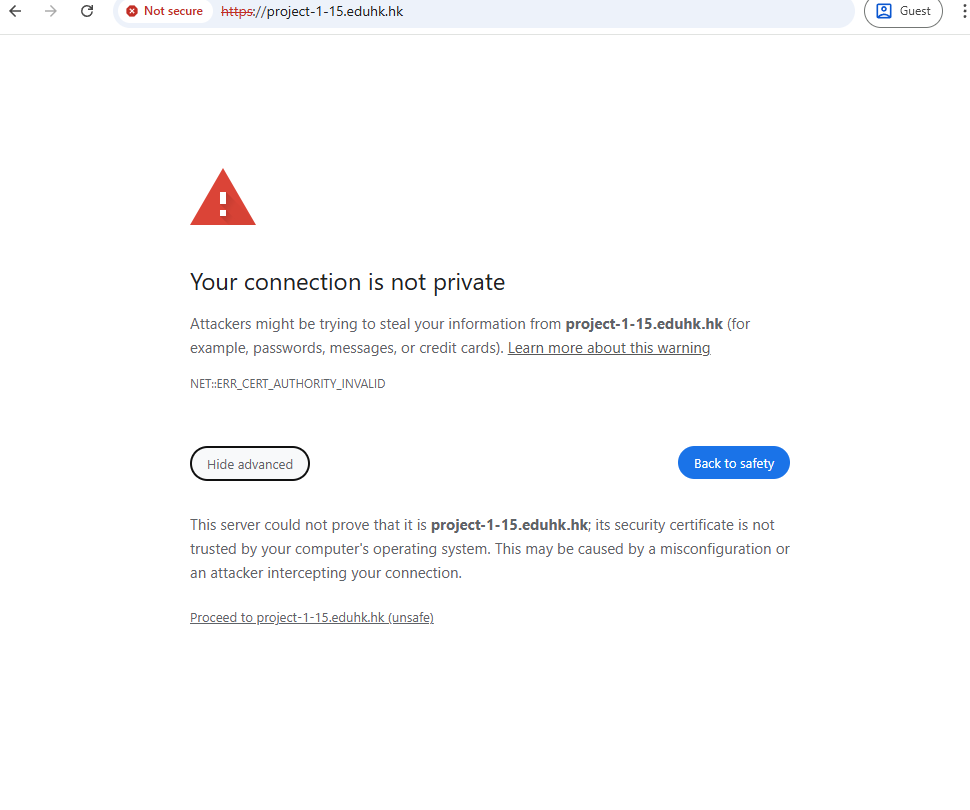 Not secure https://project-1-15.eduhk.hk Guest
Your connection is not private
Attackers might be trying to steal your information from project-1-15.eduhk.hk (for
example, passwords, messages, or credit cards). Learn more about this warning
NET::ERR_CERT_AUTHORITY_INVALID
Hide advanced Back to safety
This server could not prove that it is project-1-15.eduhk.hk; its security certificate is not
trusted by your computer's operating system. This may be caused by a misconfiguration or
an attacker intercepting your connection.
Proceed to project-1-15.eduhk.hk (unsafe)